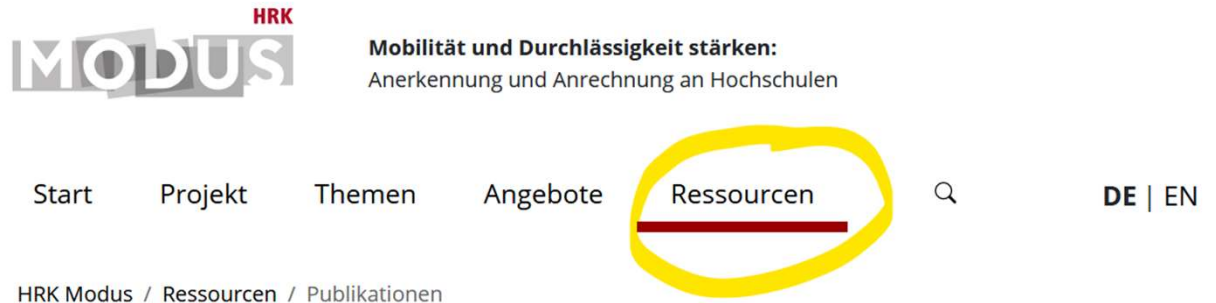 HRK
MODUS
Mobilität und Durchlässigkeit stärken:
Anerkennung und Anrechnung an Hochschulen
Start Projekt Themen Angebote Ressourcen DE | EN
HRK Modus / Ressourcen / Publikationen